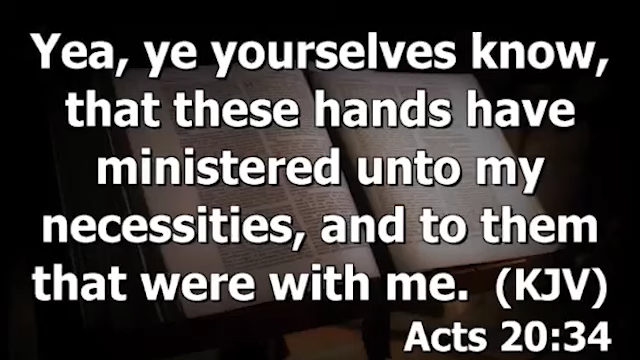 Yea, ye yourselves know,
that these hands have
ministered unto my
necessities, and to them
that were with me. (KJV)
Acts 20:34